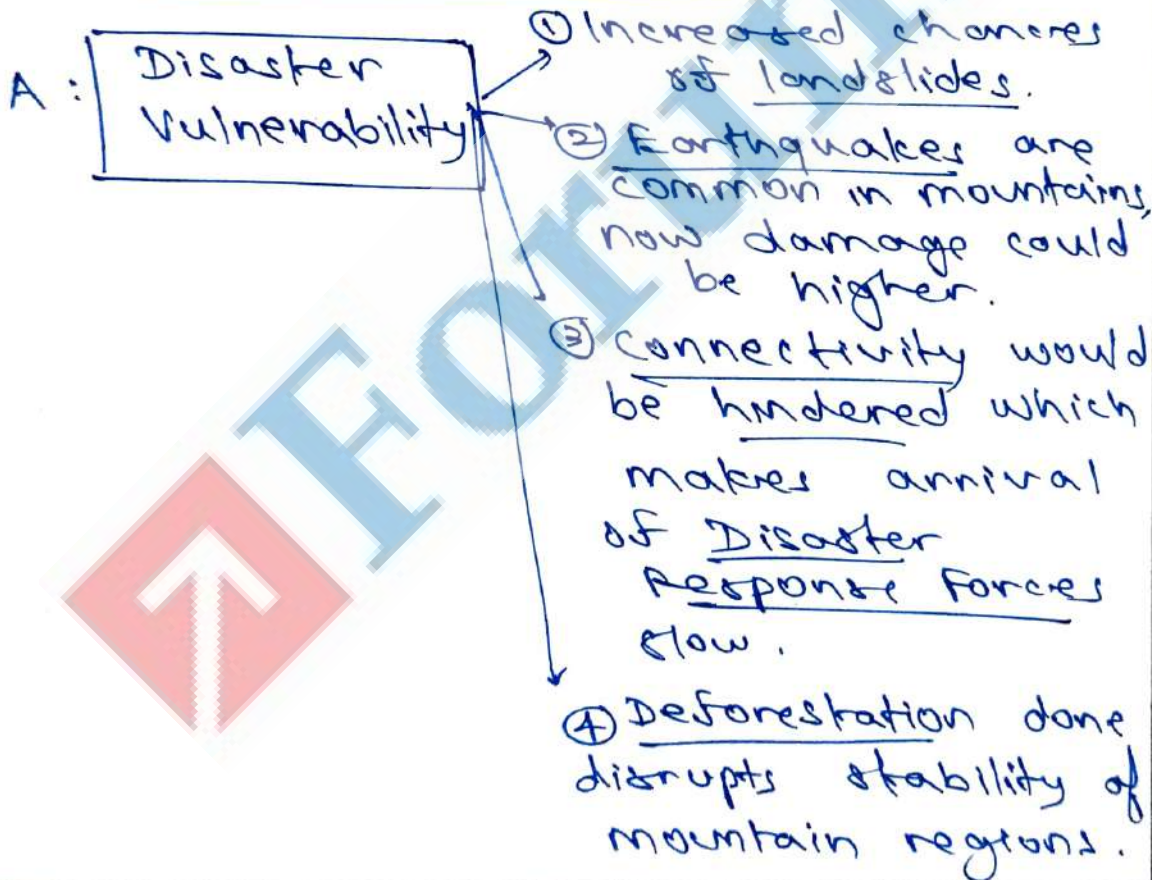 A : Disaster
Vulnerability
① Increased chances
of landslides.
② Earthquakes are
common in mountains,
now damage could
be higher.
③ Connectivity would
be hindered which
makes arrival
of Disaster
Response Forces
slow.
④ Deforestation done
disrupts stability of
mountain regions.
Forum